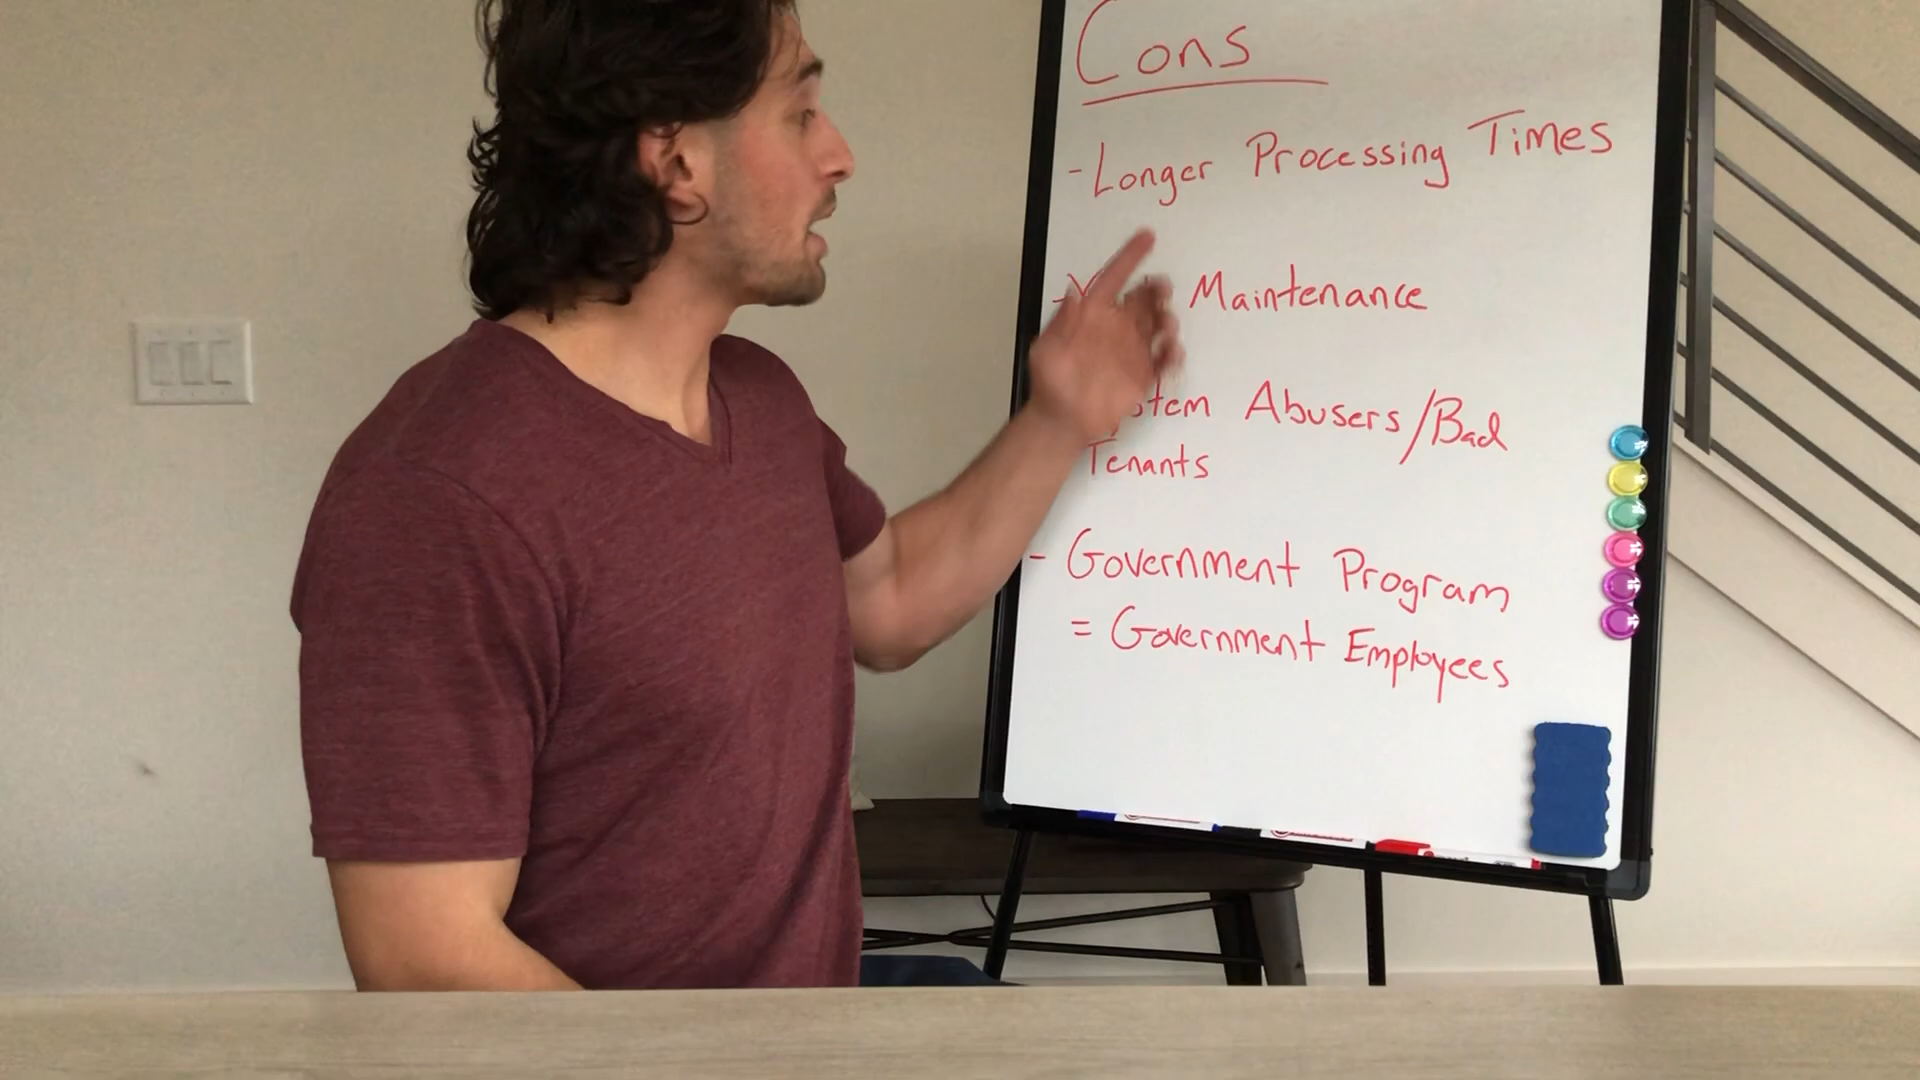 Cons
- Longer Processing Times
Maintenance
Abusers/Bad
Tenants
- Government Program
= Government Employees